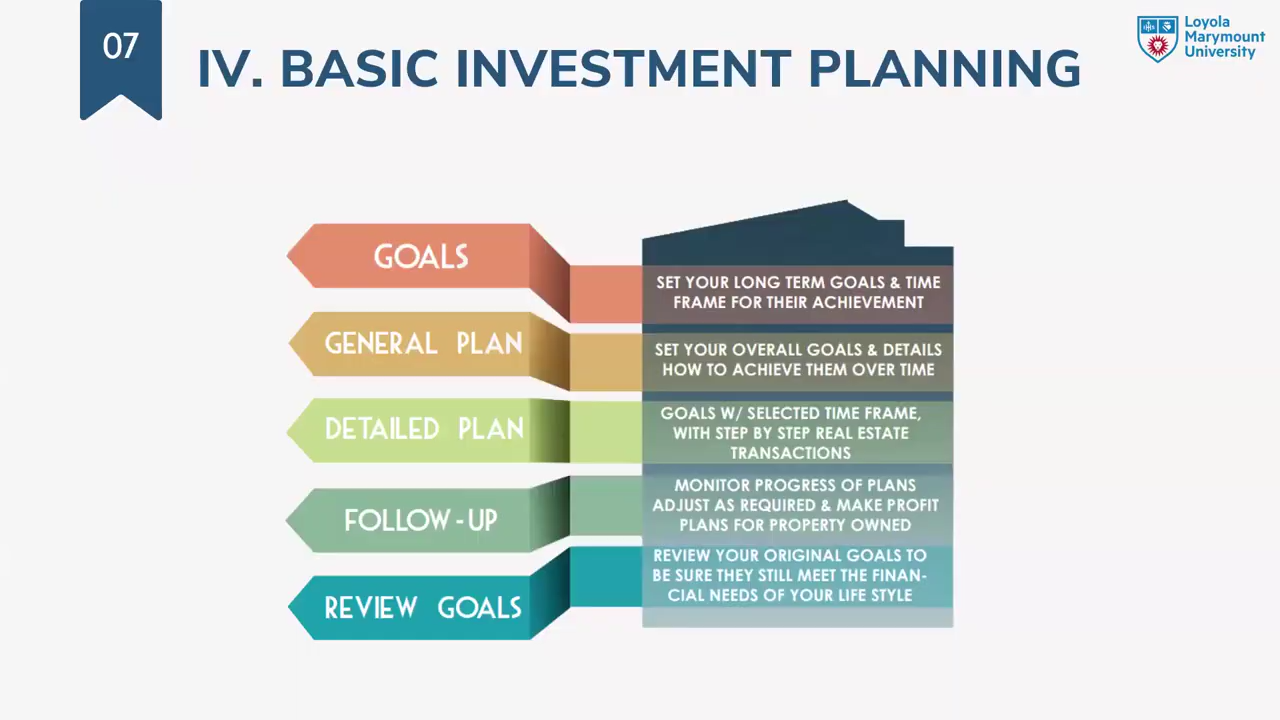 07
IV. BASIC INVESTMENT PLANNING
Loyola
Marymount
University
GOALS
SET YOUR LONG TERM GOALS & TIME
FRAME FOR THEIR ACHIEVEMENT
GENERAL PLAN
SET YOUR OVERALL GOALS & DETAILS
HOW TO ACHIEVE THEM OVER TIME
DETAILED PLAN
GOALS W/ SELECTED TIME FRAME,
WITH STEP BY STEP REAL ESTATE
TRANSACTIONS
FOLLOW-UP
MONITOR PROGRESS OF PLANS
ADJUST AS REQUIRED & MAKE PROFIT
PLANS FOR PROPERTY OWNED
REVIEW GOALS
REVIEW YOUR ORIGINAL GOALS TO
BE SURE THEY STILL MEET THE FINAN-
CIAL NEEDS OF YOUR LIFE STYLE